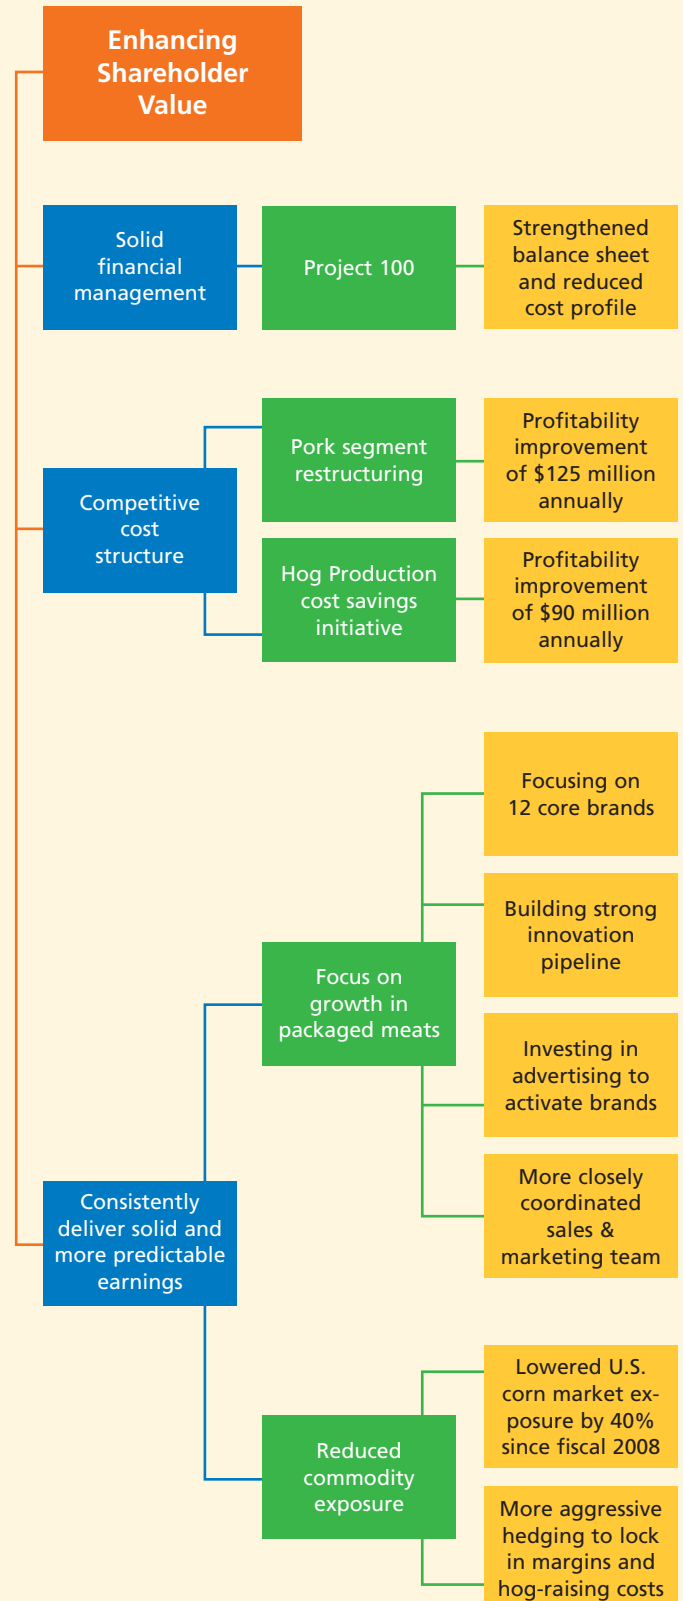 Enhancing
Shareholder
Value
Solid
financial
management
Project 100
Strengthened
balance sheet
and reduced
cost profile
Competitive
cost
structure
Pork segment
restructuring
Profitability
improvement
of $125 million
annually
Hog Production
cost savings
initiative
Profitability
improvement
of $90 million
annually
Consistently
deliver solid and
more predictable
earnings
Focus on
growth in
packaged meats
Focusing on
12 core brands
Building strong
innovation
pipeline
Investing in
advertising to
activate brands
More closely
coordinated
sales &
marketing team
Reduced
commodity
exposure
Lowered U.S.
corn market ex-
posure by 40%
since fiscal 2008
More aggressive
hedging to lock
in margins and
hog-raising costs